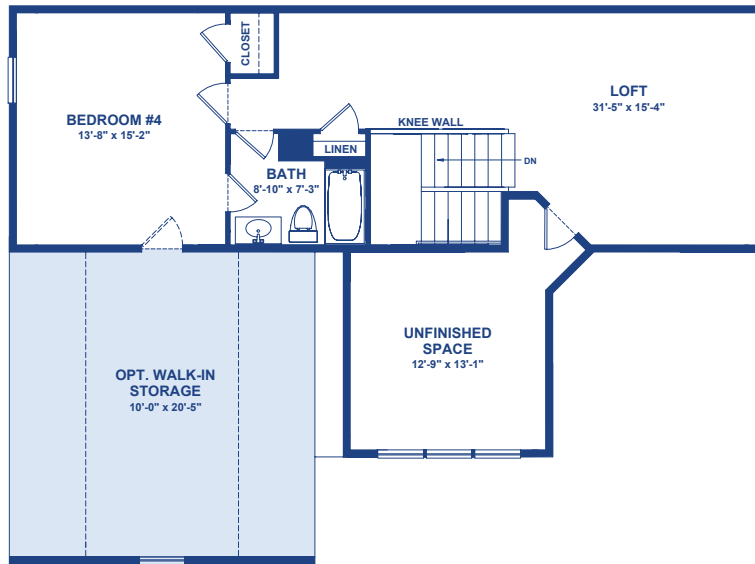 CLOSET
BEDROOM #4
13'-8" x 15'-2"
LOFT
31'-5" x 15'-4"
KNEE WALL
LINEN
DN
BATH
8'-10" x 7'-3"
UNFINISHED
SPACE
12'-9" x 13'-1"
OPT. WALK-IN
STORAGE
10'-0" x 20'-5"